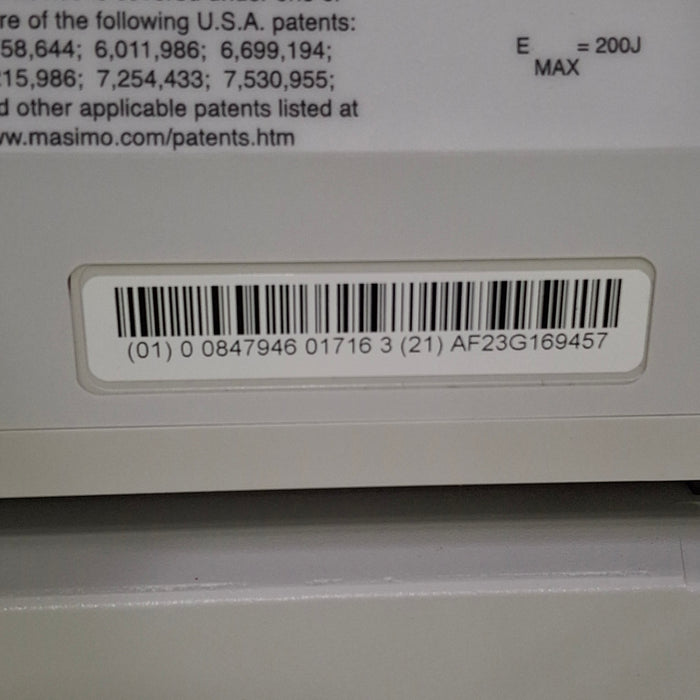 re of the following U.S.A. patents:
58,644; 6,011,986; 6,699,194;
15,986; 7,254,433; 7,530,955;
d other applicable patents listed at
w.masimo.com/patents.htm
E MAX = 200J
(01) 0 0847946 01716 3 (21) AF23G169457